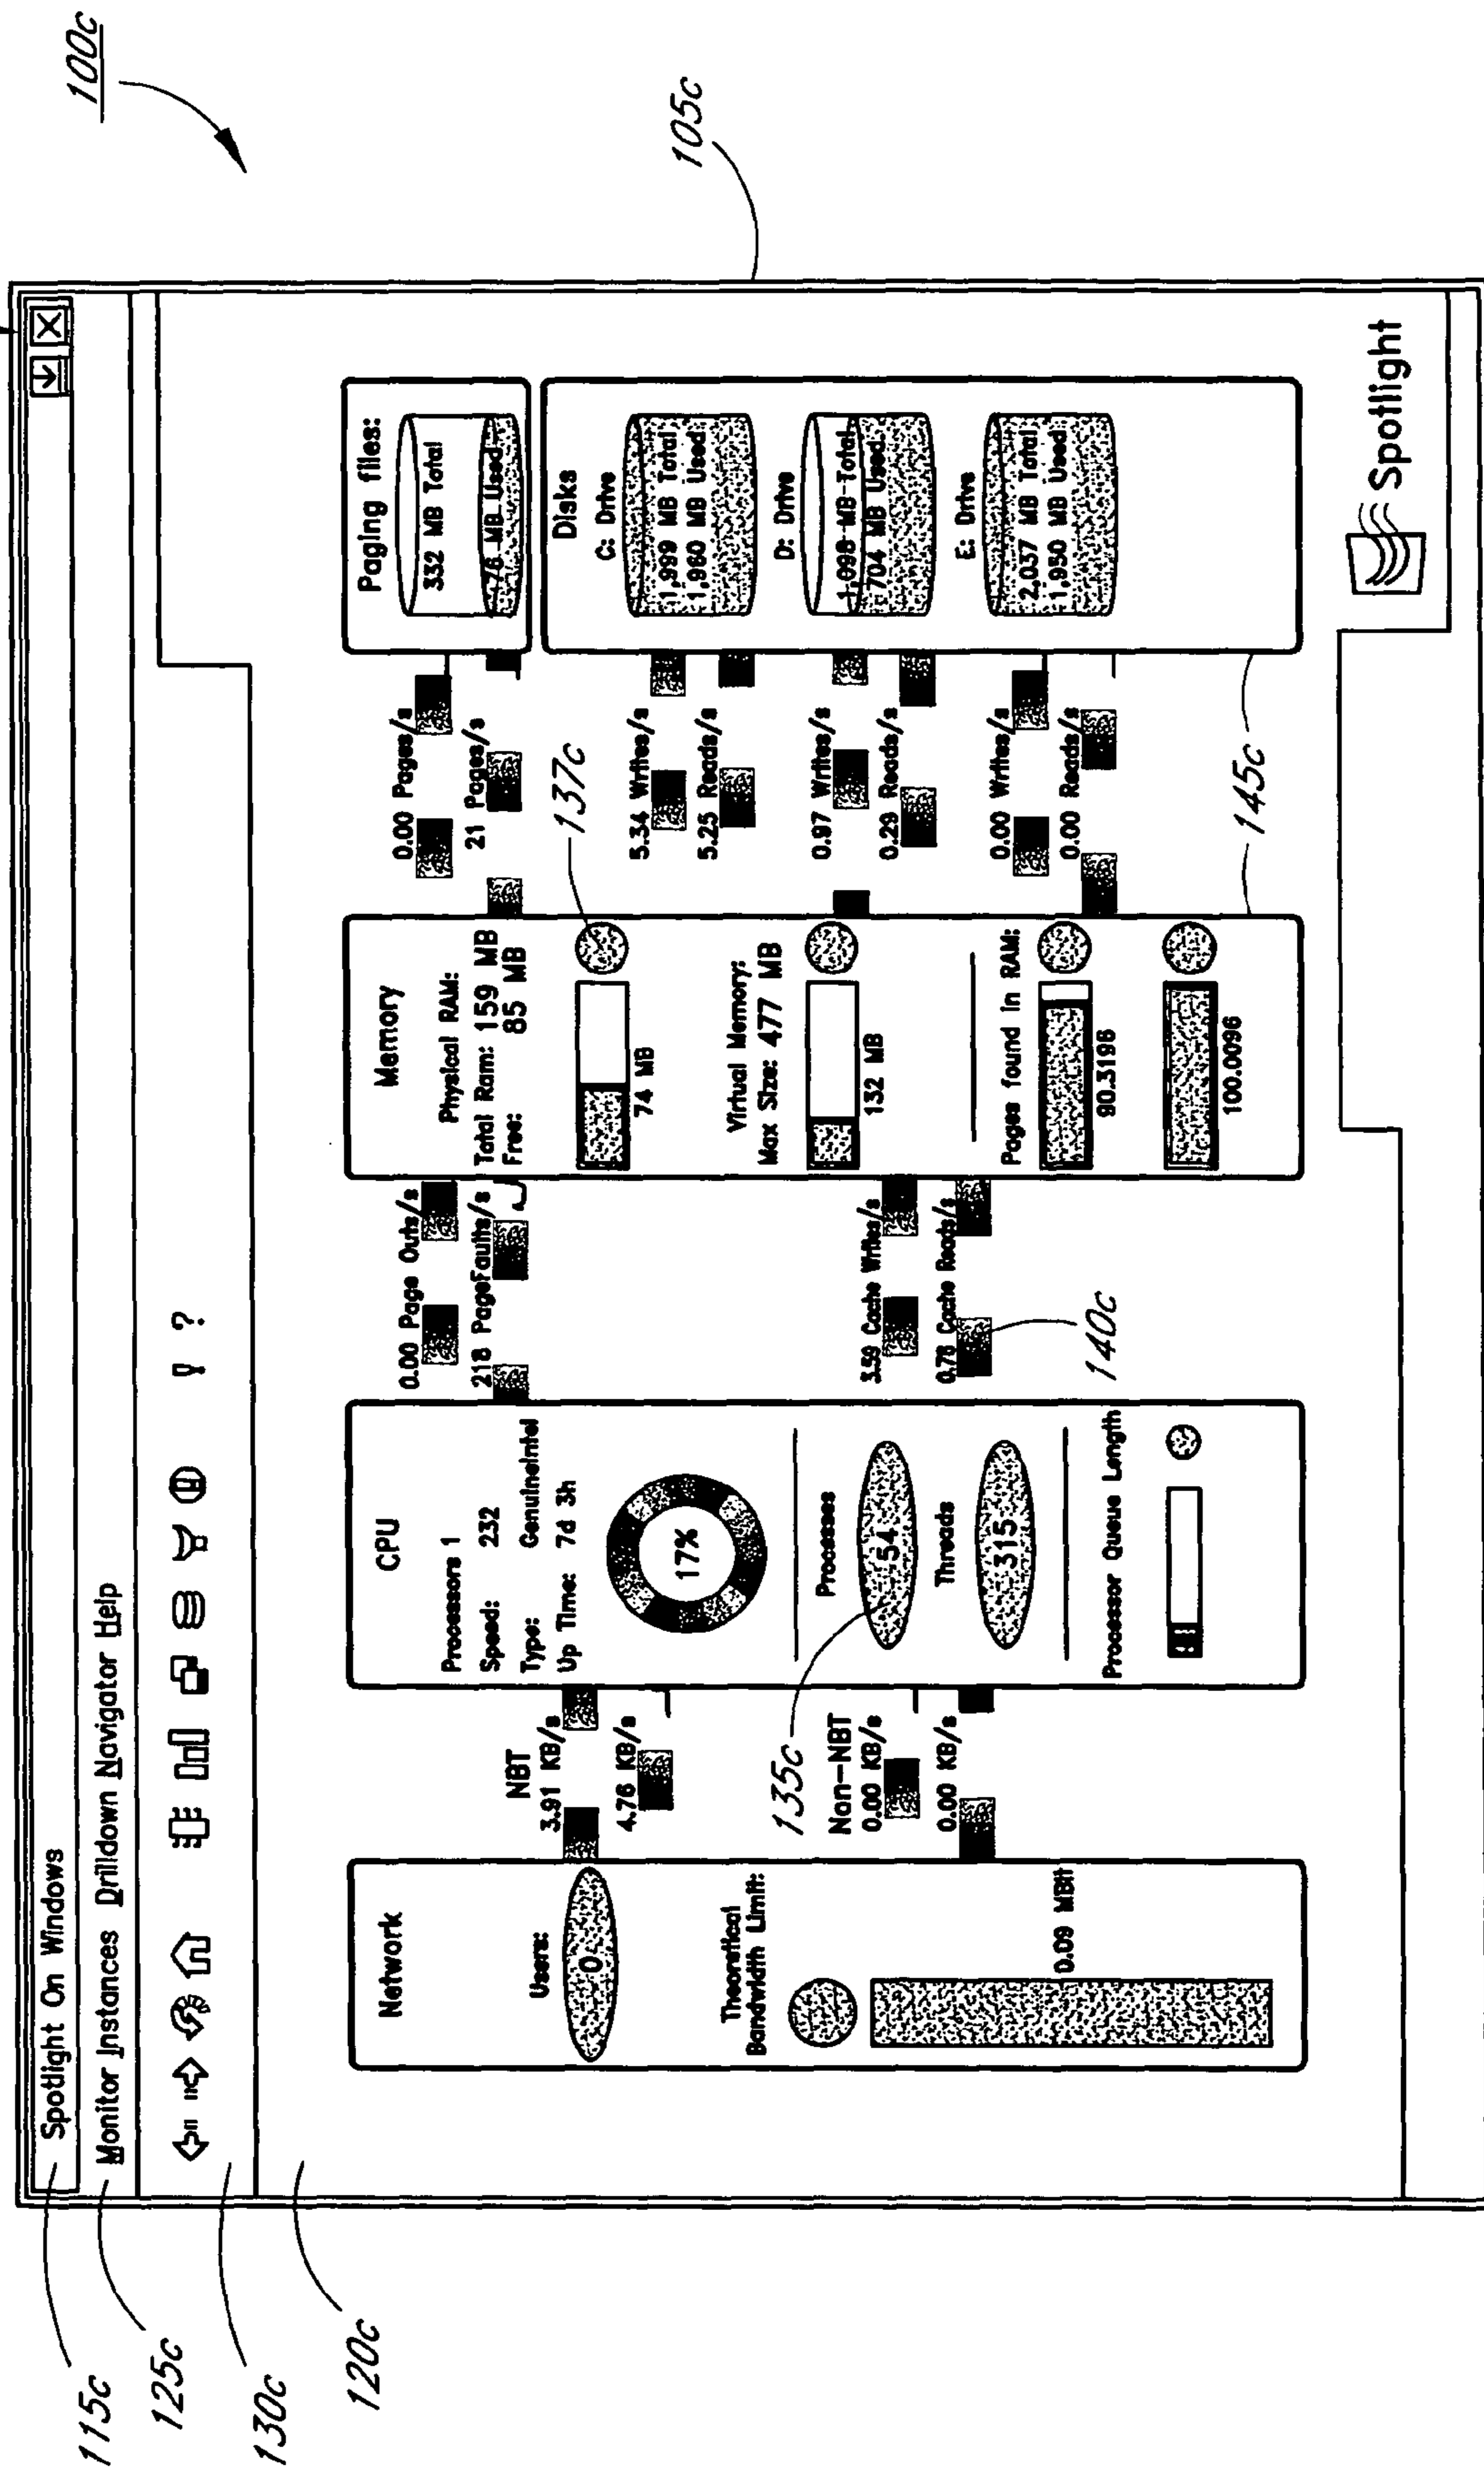 100c
105c
115c
125c
130c
120c
Spotlight On Windows
Monitor Instances Drilldown Navigator Help
?
Network
Users:
0
Theoretical
Bandwidth Limit:
0.09 MBit
NBT
3.91 KB/s
4.76 KB/s
135c
Non-NBT
0.00 KB/s
0.00 KB/s
CPU
Processors 1
Speed: 232
Type: GenuineIntel
Up Time: 7d 3h
17%
Processes
54
Threads
315
Processor Queue Length
0.00 Page Outs/s
218 PageFaults/s
3.59 Cache Writes/s
0.78 Cache Reads/s
140c
Memory
Physical RAM:
Total Ram: 159 MB
Free: 85 MB
137c
74 MB
Virtual Memory:
Max Size: 477 MB
132 MB
Pages found in RAM:
90.3196
100.0096
0.00 Pages/s
21 Pages/s
5.34 Writes/s
5.25 Reads/s
0.97 Writes/s
0.29 Reads/s
0.00 Writes/s
0.00 Reads/s
145c
Paging files:
332 MB Total
76 MB Used
Disks
C: Drive
1,999 MB Total
1,960 MB Used
D: Drive
1,098 MB Total
704 MB Used
E: Drive
2,037 MB Total
1,950 MB Used
Spotlight